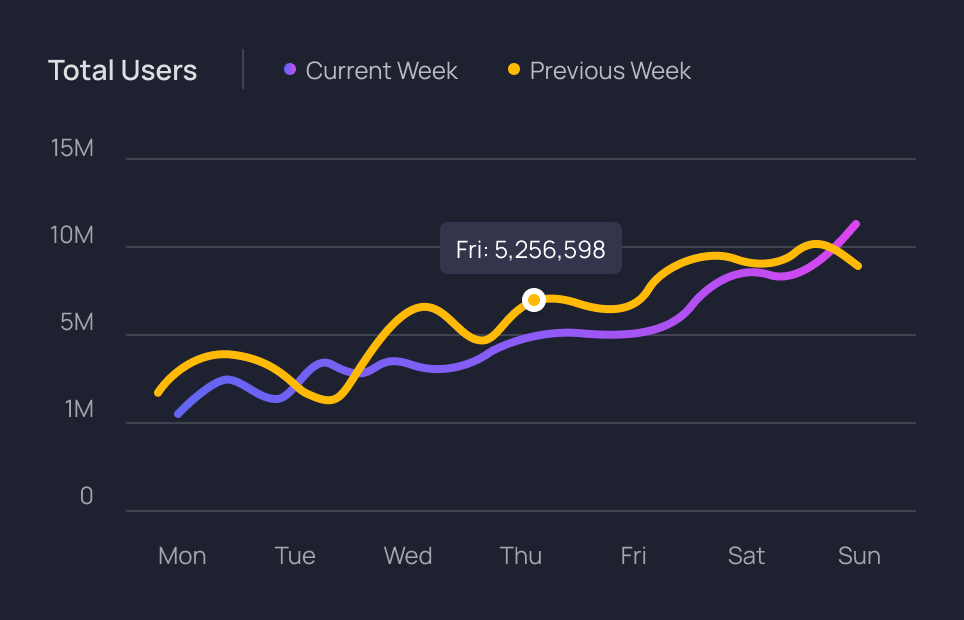 Total Users
Current Week
Previous Week
15M
10M
Fri: 5,256,598
5M
1M
0
Mon Tue Wed Thu Fri Sat Sun